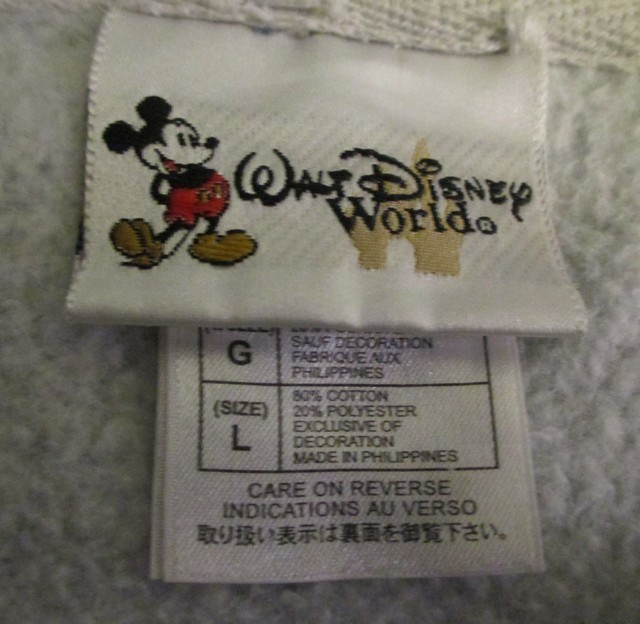 WALT DISNEY
World®
G
SAUF DECORATION
FABRIQUE AUX
PHILIPPINES
(SIZE)
L
80% COTTON
20% POLYESTER
EXCLUSIVE OF
DECORATION
MADE IN PHILIPPINES
CARE ON REVERSE
INDICATIONS AU VERSO
取り扱い表示は裏面を御覧下さい。